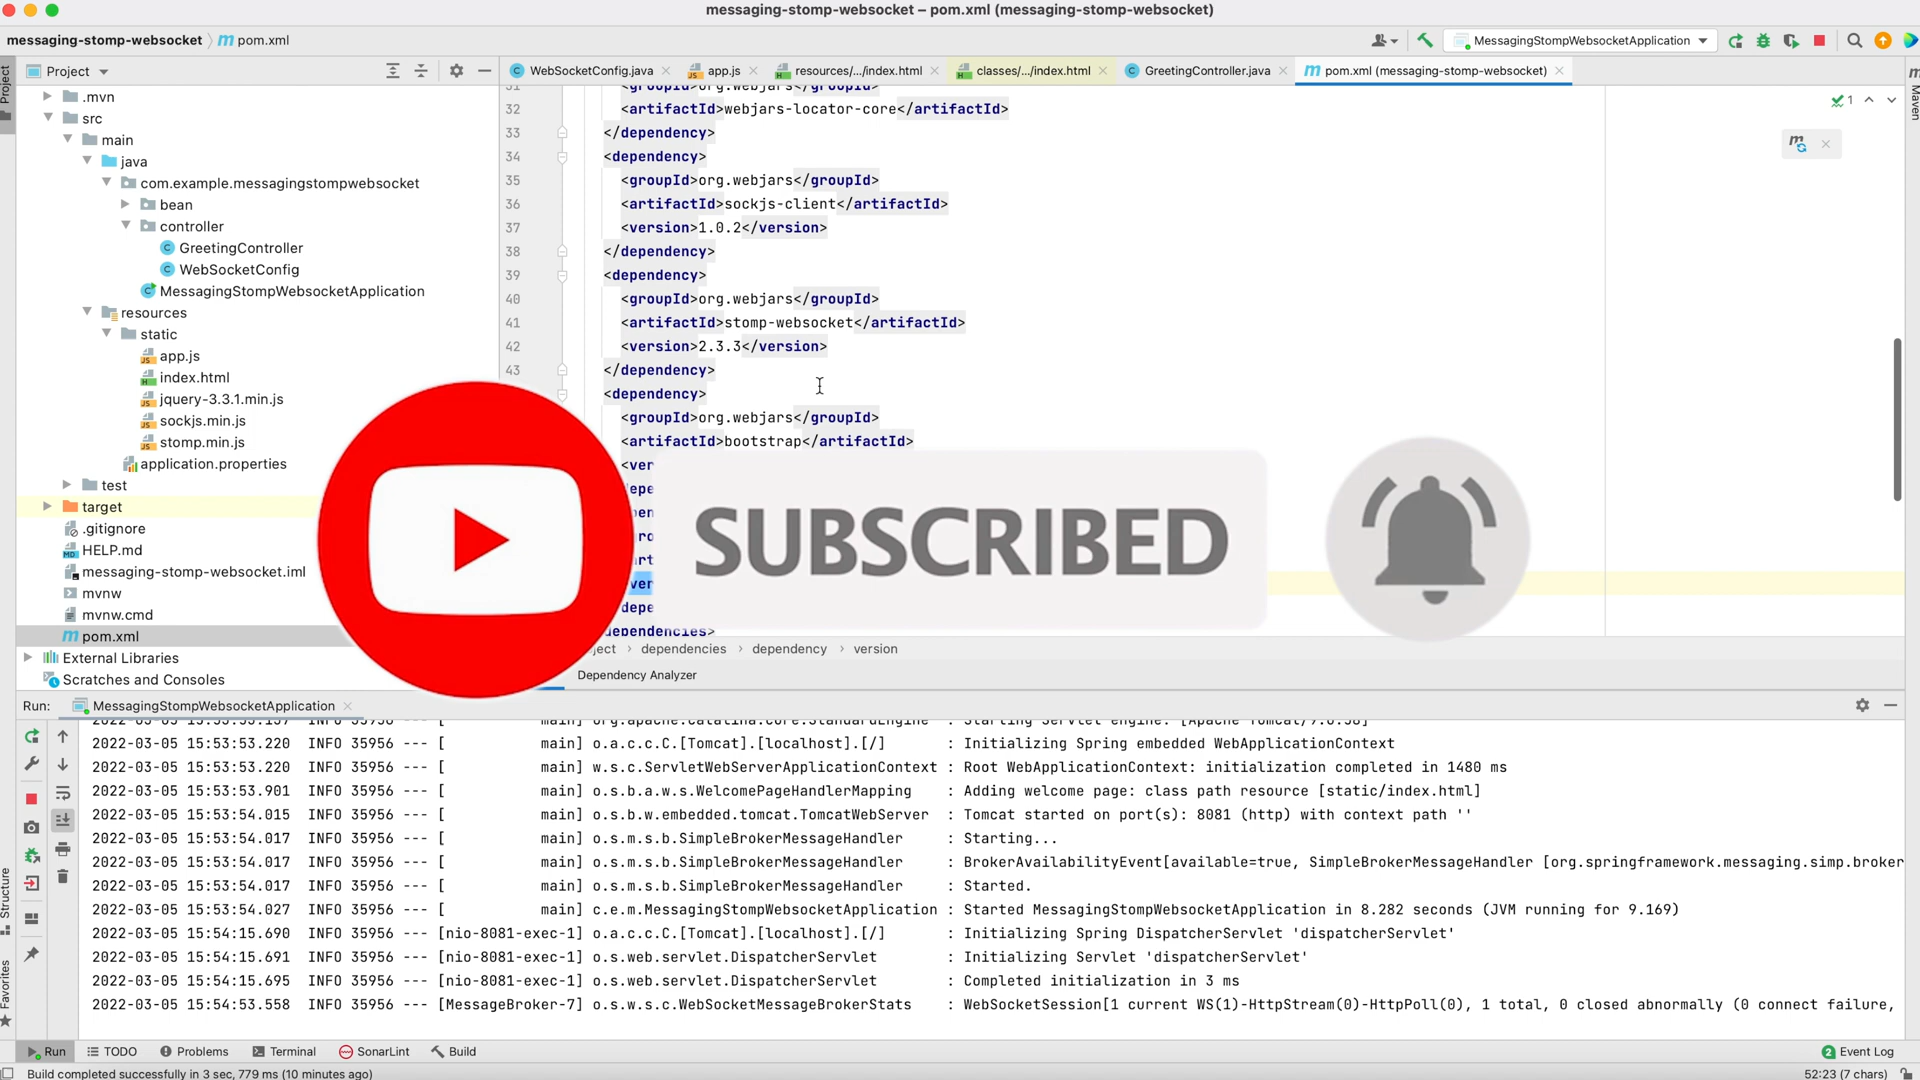 messaging-stomp-websocket – pom.xml (messaging-stomp-websocket)
messaging-stomp-websocket pom.xml
MessagingStompWebsocketApplication
Project
Project
WebSocketConfig.java
app.js
resources/.../index.html
classes/.../index.html
GreetingController.java
pom.xml (messaging-stomp-websocket)
Maven
.mvn
src
main
java
com.example.messagingstompwebsocket
bean
controller
GreetingController
WebSocketConfig
MessagingStompWebsocketApplication
resources
static
app.js
index.html
jquery-3.3.1.min.js
sockjs.min.js
stomp.min.js
application.properties
test
target
.gitignore
HELP.md
messaging-stomp-websocket.iml
mvnw
mvnw.cmd
pom.xml
External Libraries
Scratches and Consoles
31 <groupId>org.webjars</groupId>
32 <artifactId>webjars-locator-core</artifactId>
33 </dependency>
34 <dependency>
35 <groupId>org.webjars</groupId>
36 <artifactId>sockjs-client</artifactId>
37 <version>1.0.2</version>
38 </dependency>
39 <dependency>
40 <groupId>org.webjars</groupId>
41 <artifactId>stomp-websocket</artifactId>
42 <version>2.3.3</version>
43 </dependency>
<dependency>
<groupId>org.webjars</groupId>
<artifactId>bootstrap</artifactId>
<ver
depe
ver
depe
dependencies>
1
SUBSCRIBED
dependencies › dependency › version
Dependency Analyzer
Run: MessagingStompWebsocketApplication
2022-03-05 15:53:53.220 INFO 35956 --- [ main] o.a.c.c.C.[Tomcat].[localhost].[/] : Initializing Spring embedded WebApplicationContext
2022-03-05 15:53:53.220 INFO 35956 --- [ main] w.s.c.ServletWebServerApplicationContext : Root WebApplicationContext: initialization completed in 1480 ms
2022-03-05 15:53:53.901 INFO 35956 --- [ main] o.s.b.a.w.s.WelcomePageHandlerMapping : Adding welcome page: class path resource [static/index.html]
2022-03-05 15:53:54.015 INFO 35956 --- [ main] o.s.b.w.embedded.tomcat.TomcatWebServer : Tomcat started on port(s): 8081 (http) with context path ''
2022-03-05 15:53:54.017 INFO 35956 --- [ main] o.s.m.s.b.SimpleBrokerMessageHandler : Starting...
2022-03-05 15:53:54.017 INFO 35956 --- [ main] o.s.m.s.b.SimpleBrokerMessageHandler : BrokerAvailabilityEvent[available=true, SimpleBrokerMessageHandler [org.springframework.messaging.simp.broker
2022-03-05 15:53:54.017 INFO 35956 --- [ main] o.s.m.s.b.SimpleBrokerMessageHandler : Started.
2022-03-05 15:53:54.027 INFO 35956 --- [ main] c.e.m.MessagingStompWebsocketApplication : Started MessagingStompWebsocketApplication in 8.282 seconds (JVM running for 9.169)
2022-03-05 15:54:15.690 INFO 35956 --- [nio-8081-exec-1] o.a.c.c.C.[Tomcat].[localhost].[/] : Initializing Spring DispatcherServlet 'dispatcherServlet'
2022-03-05 15:54:15.691 INFO 35956 --- [nio-8081-exec-1] o.s.web.servlet.DispatcherServlet : Initializing Servlet 'dispatcherServlet'
2022-03-05 15:54:15.695 INFO 35956 --- [nio-8081-exec-1] o.s.web.servlet.DispatcherServlet : Completed initialization in 3 ms
2022-03-05 15:54:53.558 INFO 35956 --- [MessageBroker-7] o.s.w.s.c.WebSocketMessageBrokerStats : WebSocketSession[1 current WS(1)-HttpStream(0)-HttpPoll(0), 1 total, 0 closed abnormally (0 connect failure,
Structure
Favorites
Run TODO Problems Terminal SonarLint Build
2 Event Log
Build completed successfully in 3 sec, 779 ms (10 minutes ago)
52:23 (7 chars)